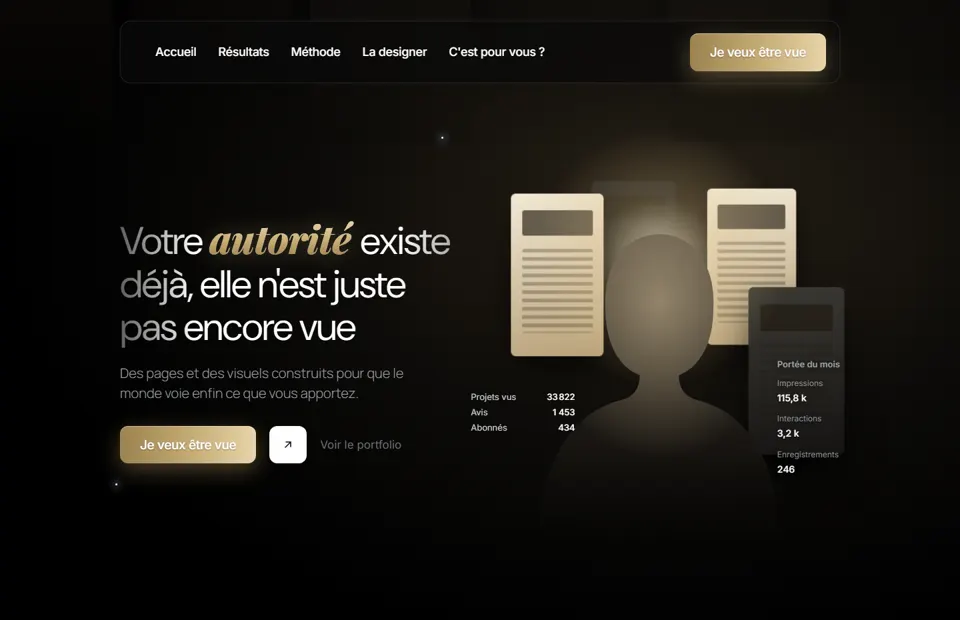 Accueil Résultats Méthode La designer C'est pour vous ? Je veux être vue
Votre autorité existe
déjà, elle n'est juste
pas encore vue
Des pages et des visuels construits pour que le
monde voie enfin ce que vous apportez.
Je veux être vue Voir le portfolio
Projets vus 33 822
Avis 1 453
Abonnés 434
Portée du mois
Impressions
115,8 k
Interactions
3,2 k
Enregistrements
246